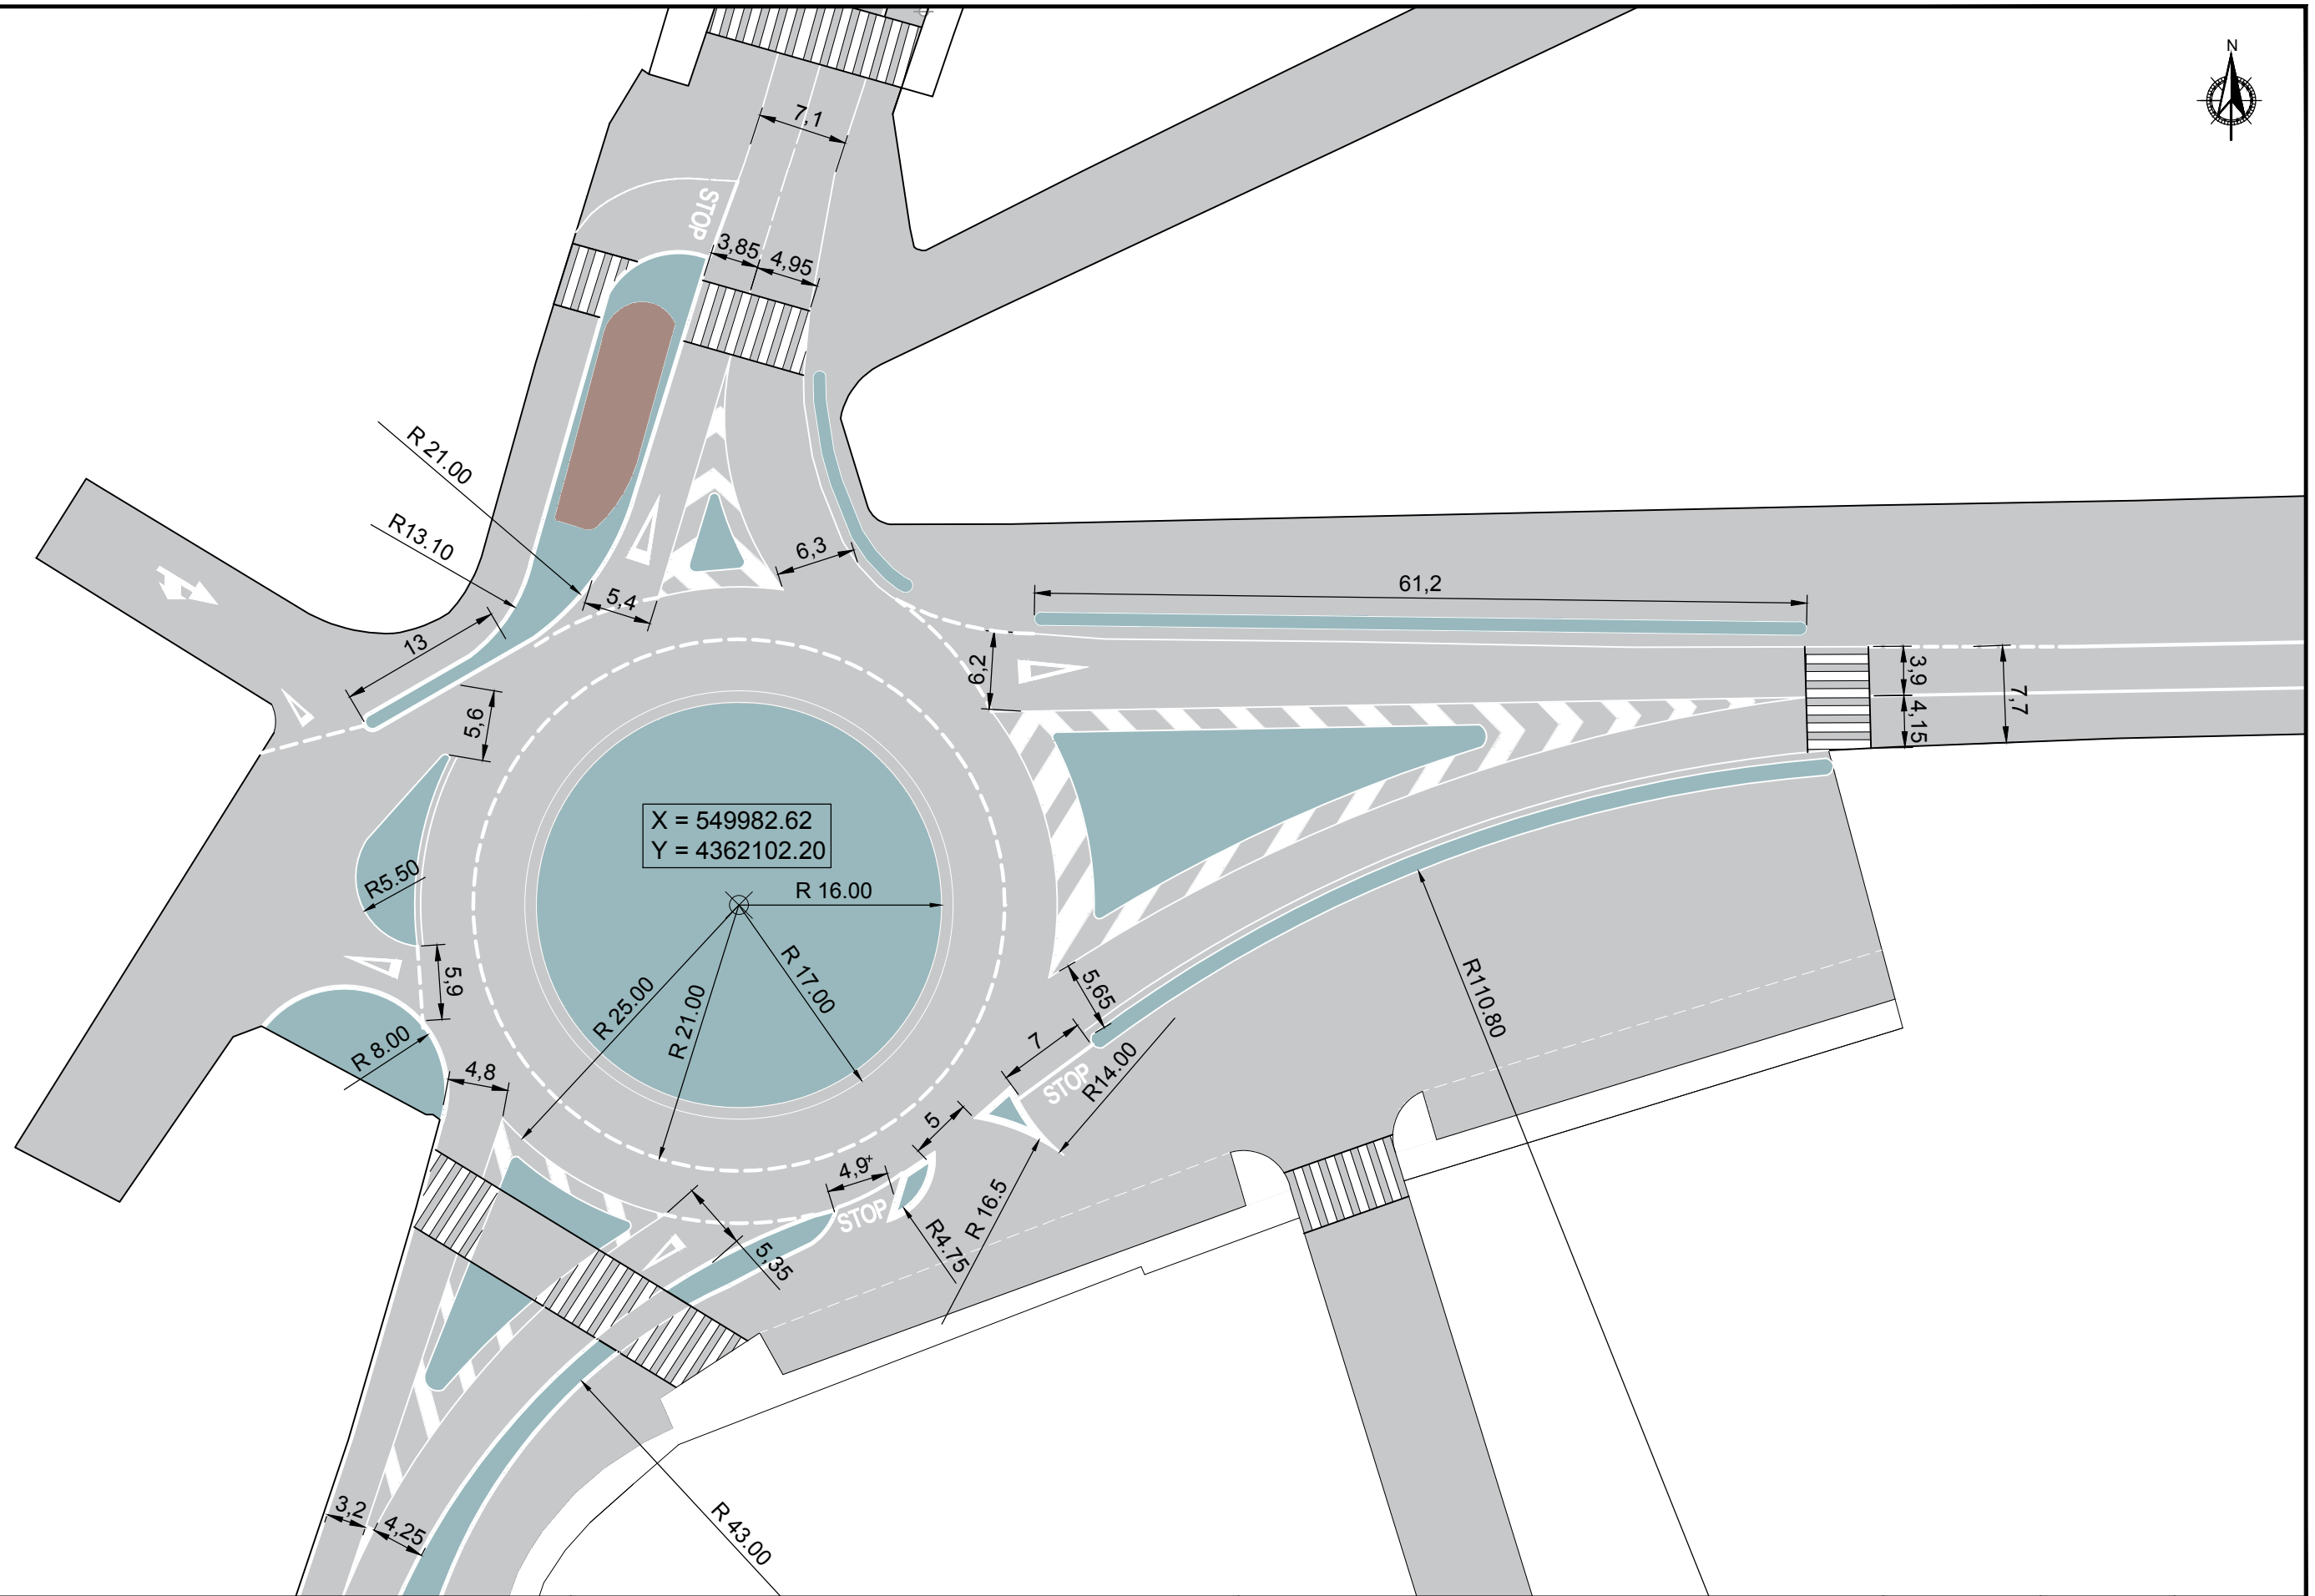 N
7,1
STOP
3,85
4,95
R 21.00
R13.10
6,3
5,4
61,2
13
6,2
3,9
7,7
5,6
4,15
X = 549982.62
Y = 4362102.20
R5.50
R 16.00
R 17.00
5,9
5,65
R110.80
R 25.00
R 21.00
R 8.00
7
4,8
STOP
R14.00
5
4,9+
STOP
R 16.5
R4.75
5,35
3,2
4,25
R 43.00